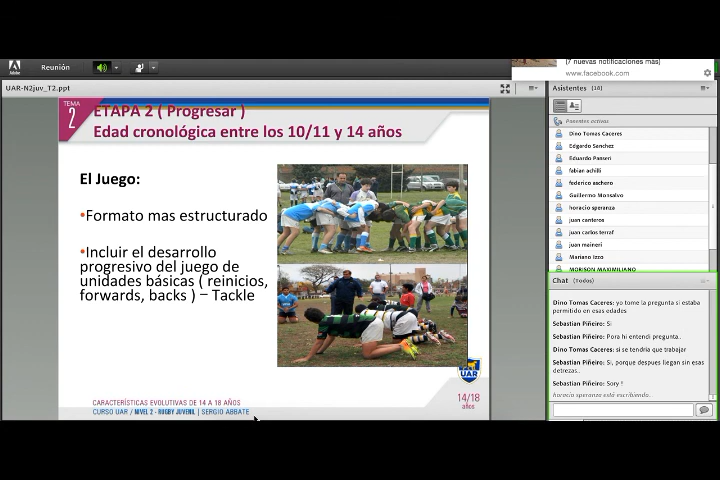 Adobe
Reunión
(7 nuevas notificaciones más)
www.facebook.com
UAR-N2juv_T2.ppt
TEMA
2
ETAPA 2 ( Progresar )
Edad cronológica entre los 10/11 y 14 años
El Juego:
•Formato mas estructurado
•Incluir el desarrollo
progresivo del juego de
unidades básicas ( reinicios,
forwards, backs ) – Tackle
UAR
CARACTERÍSTICAS EVOLUTIVAS DE 14 A 18 AÑOS
CURSO UAR / NIVEL 2 - RUGBY JUVENIL | SERGIO ABBATE
14/18
años
Asistentes
Ponentes activos
Dino Tomas Caceres
Edgardo Sanchez
Eduardo Panseri
fabian achilli
federico aschero
Guillermo Monsalvo
horacio speranza
juan canteros
juan carlos terraf
juan maineri
Mariano Izzo
MORISON MAXIMILIANO
Chat (Todos)
Dino Tomas Caceres: yo tome la pregunta si estaba
permitido en esas edades
Sebastian Piñeiro: Si
Sebastian Piñeiro: Pora hi entendi pregunta..
Dino Tomas Caceres: si se tendria que trabajar
Sebastian Piñeiro: Si, porque despues llegan sin esas
detrezas..
Sebastian Piñeiro: Sory !
horacio speranza está escribiendo.